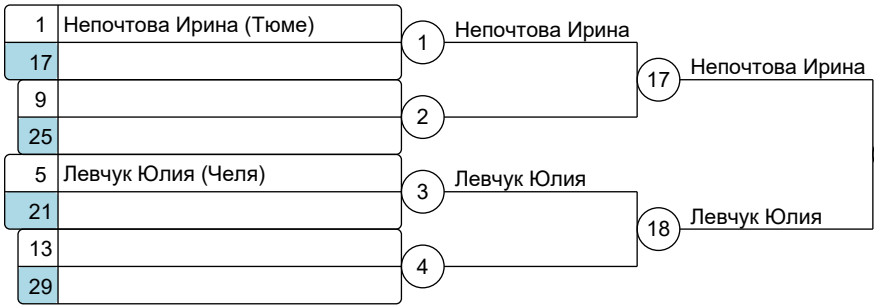 1 Непочтова Ирина (Тюме)
17
9
25
5 Левчук Юлия (Челя)
21
13
29
1 Непочтова Ирина
2
3 Левчук Юлия
4
17 Непочтова Ирина
18 Левчук Юлия